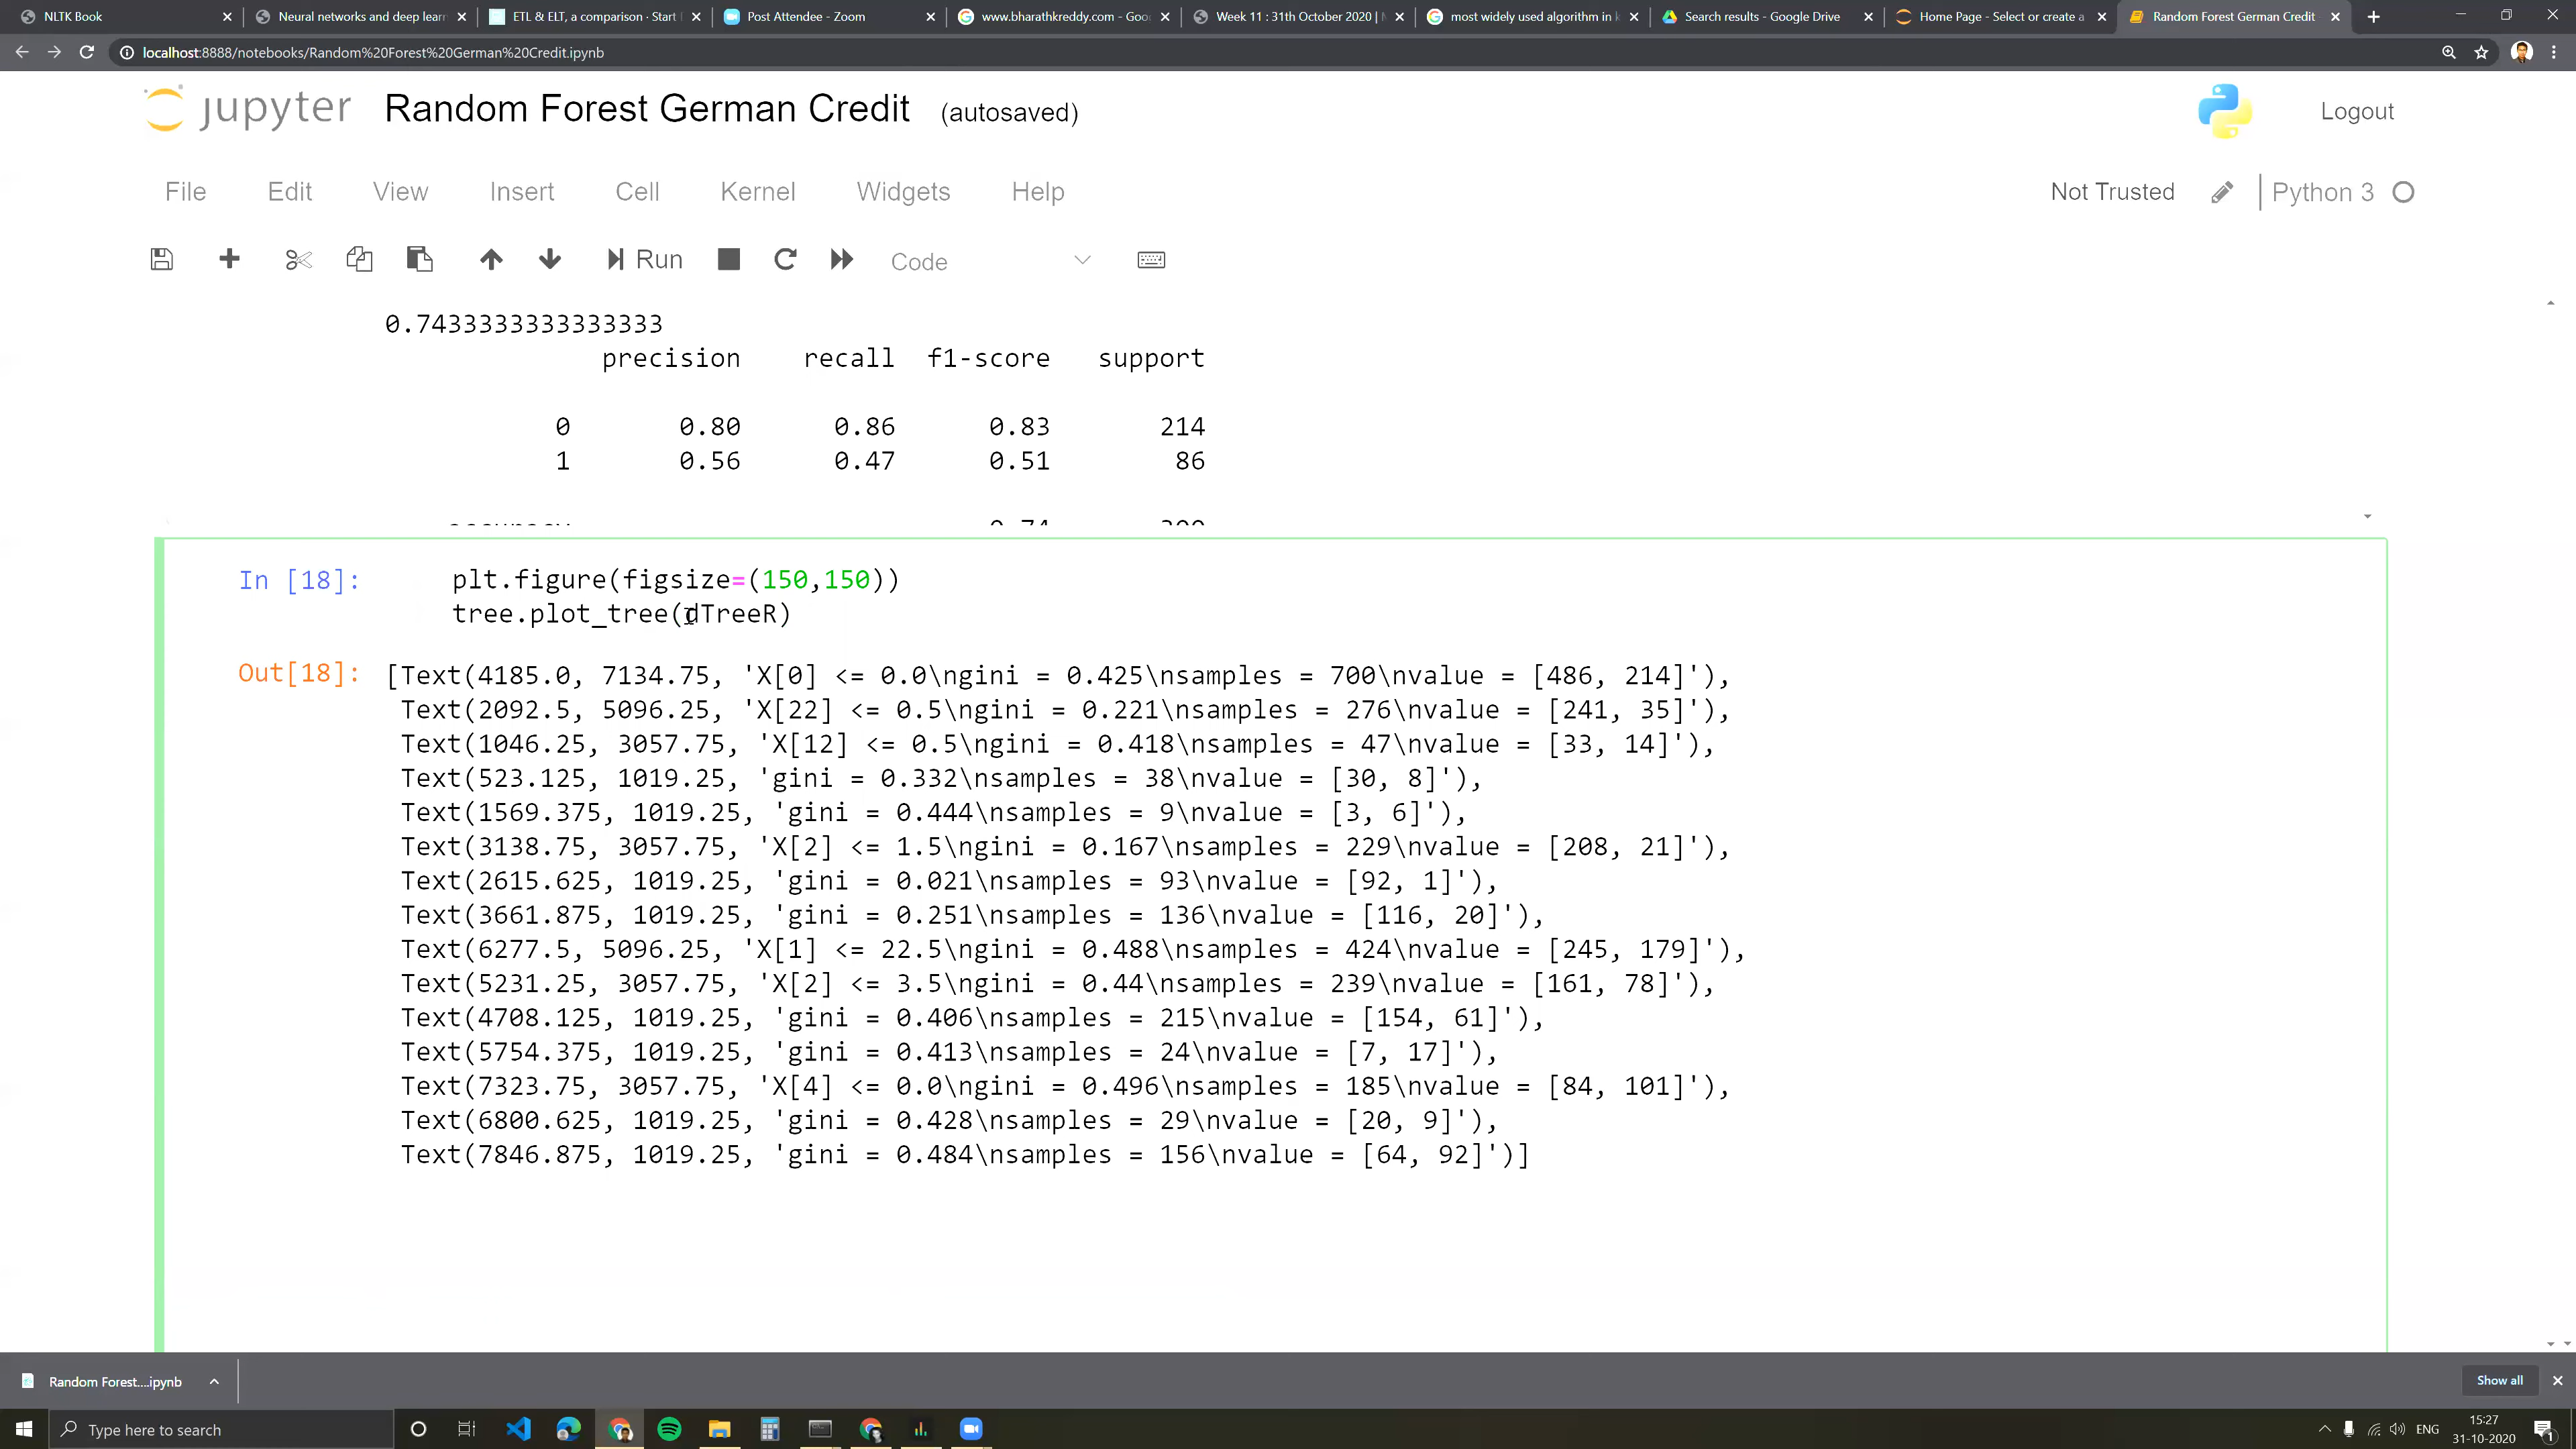 NLTK Book
Neural networks and deep learn
ETL & ELT, a comparison · Start
Post Attendee - Zoom
www.bharathkreddy.com - Goo
Week 11 : 31th October 2020 |
most widely used algorithm in k
Search results - Google Drive
Home Page - Select or create a
Random Forest German Credit
localhost:8888/notebooks/Random%20Forest%20German%20Credit.ipynb
jupyter Random Forest German Credit (autosaved)
Logout
File Edit View Insert Cell Kernel Widgets Help
Not Trusted
Python 3
Run
Code
0.7433333333333333
precision recall f1-score support
0 0.80 0.86 0.83 214
1 0.56 0.47 0.51 86
accuracy 0.74 300
In [18]: plt.figure(figsize=(150,150))
tree.plot_tree(dTreeR)
Out[18]: [Text(4185.0, 7134.75, 'X[0] <= 0.0\ngini = 0.425\nsamples = 700\nvalue = [486, 214]'),
Text(2092.5, 5096.25, 'X[22] <= 0.5\ngini = 0.221\nsamples = 276\nvalue = [241, 35]'),
Text(1046.25, 3057.75, 'X[12] <= 0.5\ngini = 0.418\nsamples = 47\nvalue = [33, 14]'),
Text(523.125, 1019.25, 'gini = 0.332\nsamples = 38\nvalue = [30, 8]'),
Text(1569.375, 1019.25, 'gini = 0.444\nsamples = 9\nvalue = [3, 6]'),
Text(3138.75, 3057.75, 'X[2] <= 1.5\ngini = 0.167\nsamples = 229\nvalue = [208, 21]'),
Text(2615.625, 1019.25, 'gini = 0.021\nsamples = 93\nvalue = [92, 1]'),
Text(3661.875, 1019.25, 'gini = 0.251\nsamples = 136\nvalue = [116, 20]'),
Text(6277.5, 5096.25, 'X[1] <= 22.5\ngini = 0.488\nsamples = 424\nvalue = [245, 179]'),
Text(5231.25, 3057.75, 'X[2] <= 3.5\ngini = 0.44\nsamples = 239\nvalue = [161, 78]'),
Text(4708.125, 1019.25, 'gini = 0.406\nsamples = 215\nvalue = [154, 61]'),
Text(5754.375, 1019.25, 'gini = 0.413\nsamples = 24\nvalue = [7, 17]'),
Text(7323.75, 3057.75, 'X[4] <= 0.0\ngini = 0.496\nsamples = 185\nvalue = [84, 101]'),
Text(6800.625, 1019.25, 'gini = 0.428\nsamples = 29\nvalue = [20, 9]'),
Text(7846.875, 1019.25, 'gini = 0.484\nsamples = 156\nvalue = [64, 92]')]
Random Forest....ipynb
Show all
Type here to search
ENG
15:27
31-10-2020
1